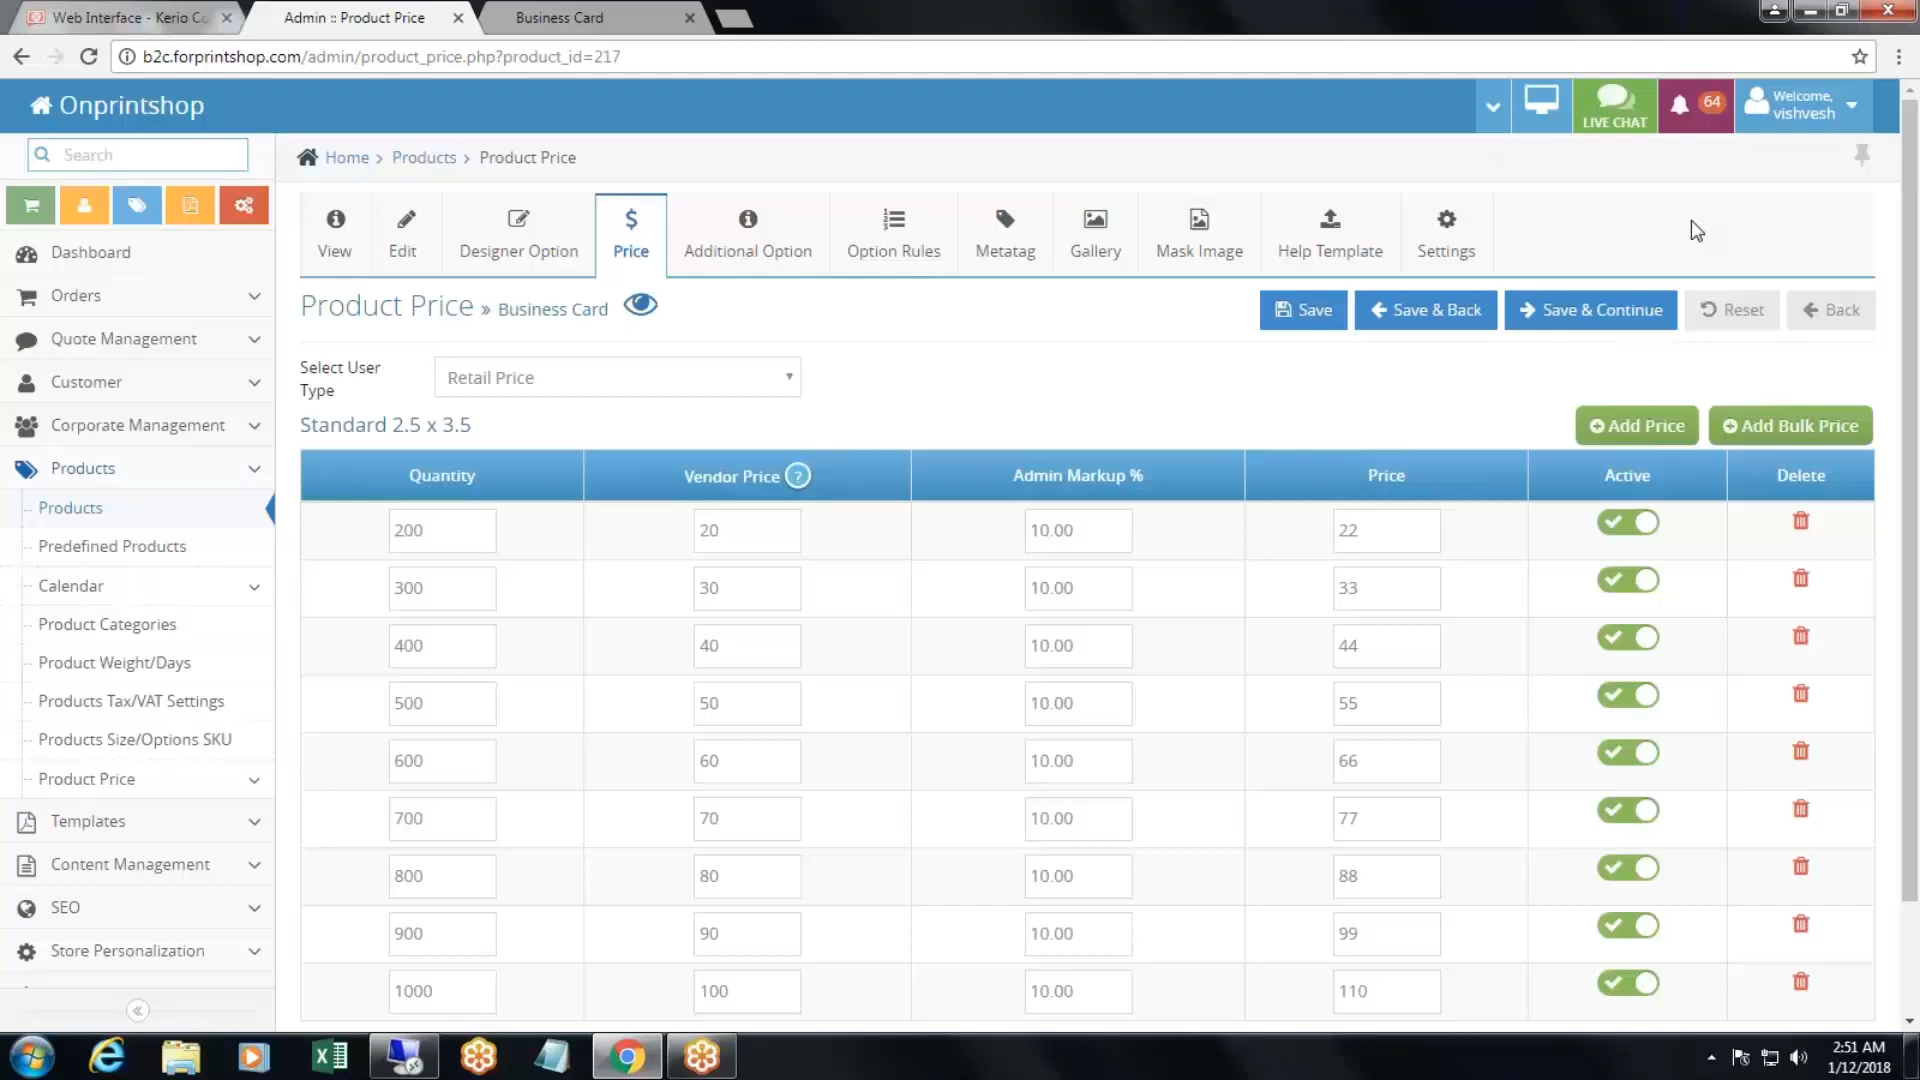 Web Interface - Kerio Co
Admin :: Product Price
Business Card
b2c.forprintshop.com/admin/product_price.php?product_id=217
Onprintshop
LIVE CHAT
64
Welcome,
vishvesh
Search
Home > Products > Product Price
View
Edit
Designer Option
$
Price
Additional Option
Option Rules
Metatag
Gallery
Mask Image
Help Template
Settings
Dashboard
Orders
Quote Management
Customer
Corporate Management
Products
Products
Predefined Products
Calendar
Product Categories
Product Weight/Days
Products Tax/VAT Settings
Products Size/Options SKU
Product Price
Templates
Content Management
SEO
Store Personalization
Product Price » Business Card
Save
Save & Back
Save & Continue
Reset
Back
Select User
Type
Retail Price
Standard 2.5 x 3.5
Add Price
Add Bulk Price
Quantity Vendor Price ? Admin Markup % Price Active Delete
200 20 10.00 22
300 30 10.00 33
400 40 10.00 44
500 50 10.00 55
600 60 10.00 66
700 70 10.00 77
800 80 10.00 88
900 90 10.00 99
1000 100 10.00 110
2:51 AM
1/12/2018